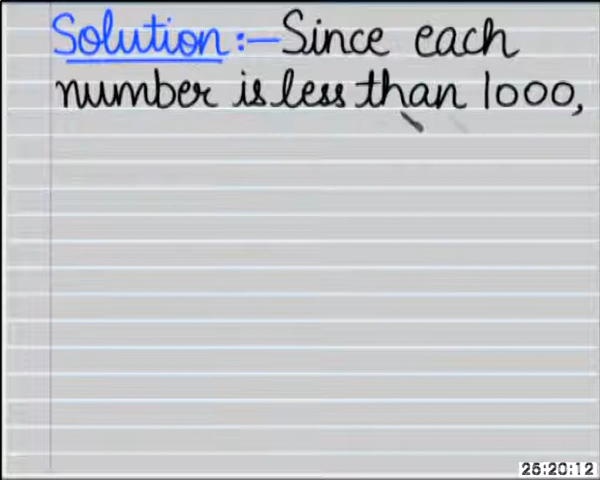 Solution:— Since each
number is less than 1000,
25:20:12